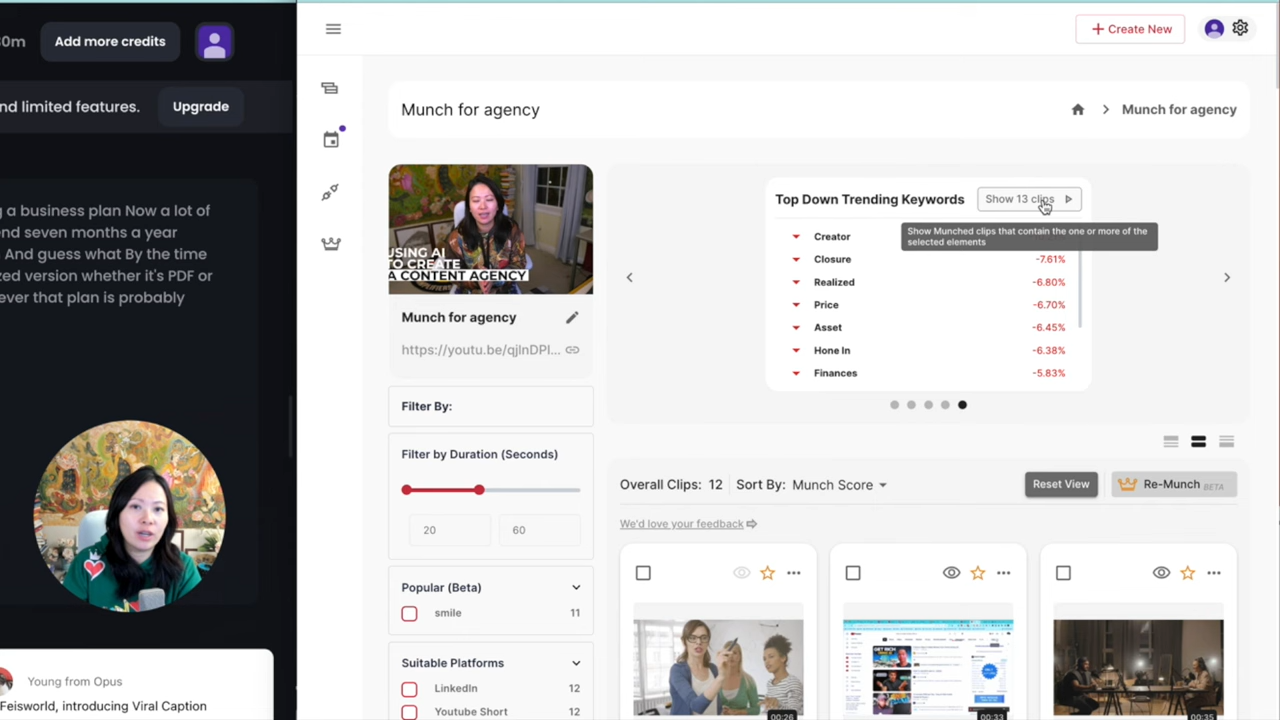 0m
Add more credits
nd limited features.
Upgrade
g a business plan Now a lot of
end seven months a year
And guess what By the time
ized version whether it's PDF or
ever that plan is probably
Young from Opus
Feisworld, introducing Viral Caption
+ Create New
Munch for agency
Munch for agency
USING AI
TO CREATE
A CONTENT AGENCY
Munch for agency
https://youtu.be/qjlnDPl...
Filter By:
Filter by Duration (Seconds)
20
60
Popular (Beta)
smile 11
Suitable Platforms
LinkedIn 12
Youtube Short 12
Top Down Trending Keywords
Show 13 clips
Show Munched clips that contain the one or more of the
selected elements
Creator
Closure -7.61%
Realized -6.80%
Price -6.70%
Asset -6.45%
Hone In -6.38%
Finances -5.83%
Overall Clips: 12
Sort By: Munch Score
Reset View
Re-Munch BETA
We'd love your feedback
00:26
00:33
00:35